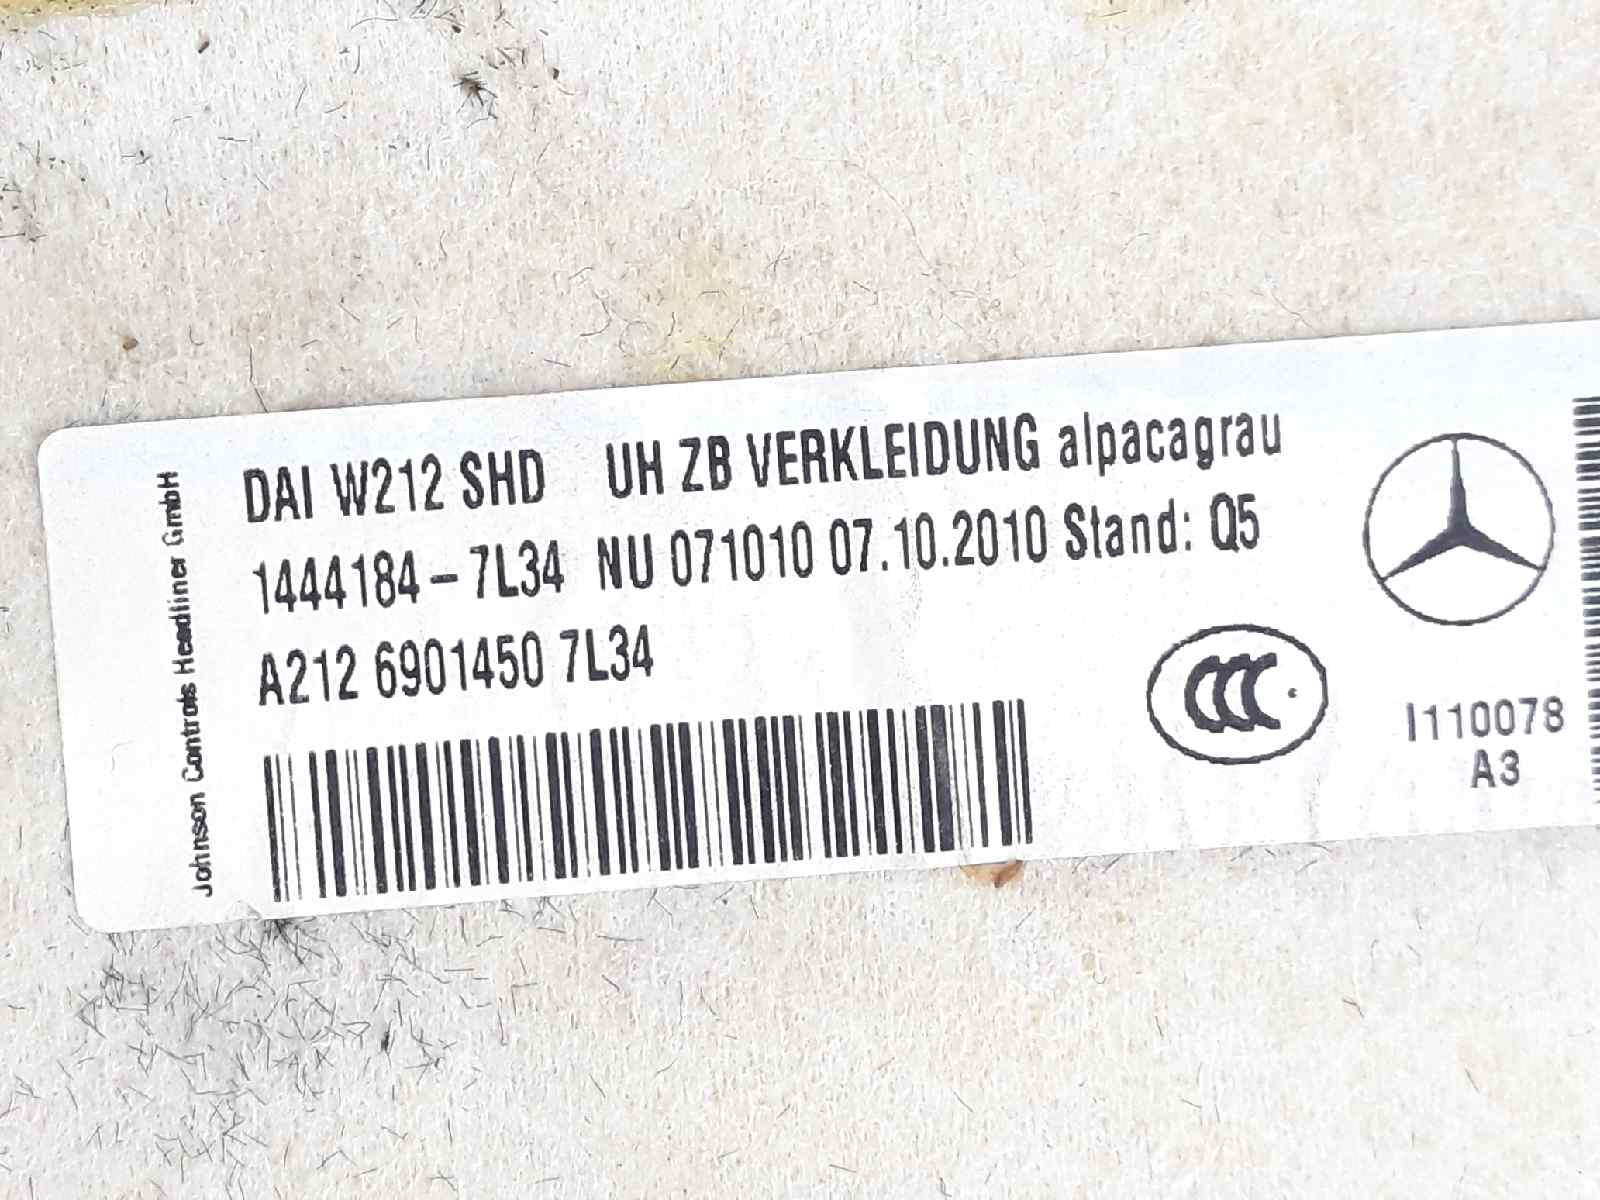 Johnson Controls Headliner GmbH
DAI W212 SHD UH ZB VERKLEIDUNG alpacagrau
1444184-7L34 NU 071010 07.10.2010 Stand: Q5
A212 6901450 7L34
CCC
I110078
A3